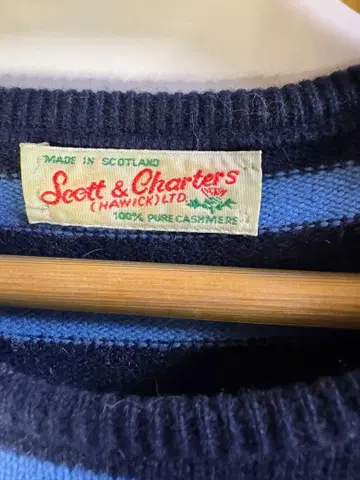 MADE IN SCOTLAND
Scott & Charters
(HAWICK) LTD.
100% PURE CASHMERE